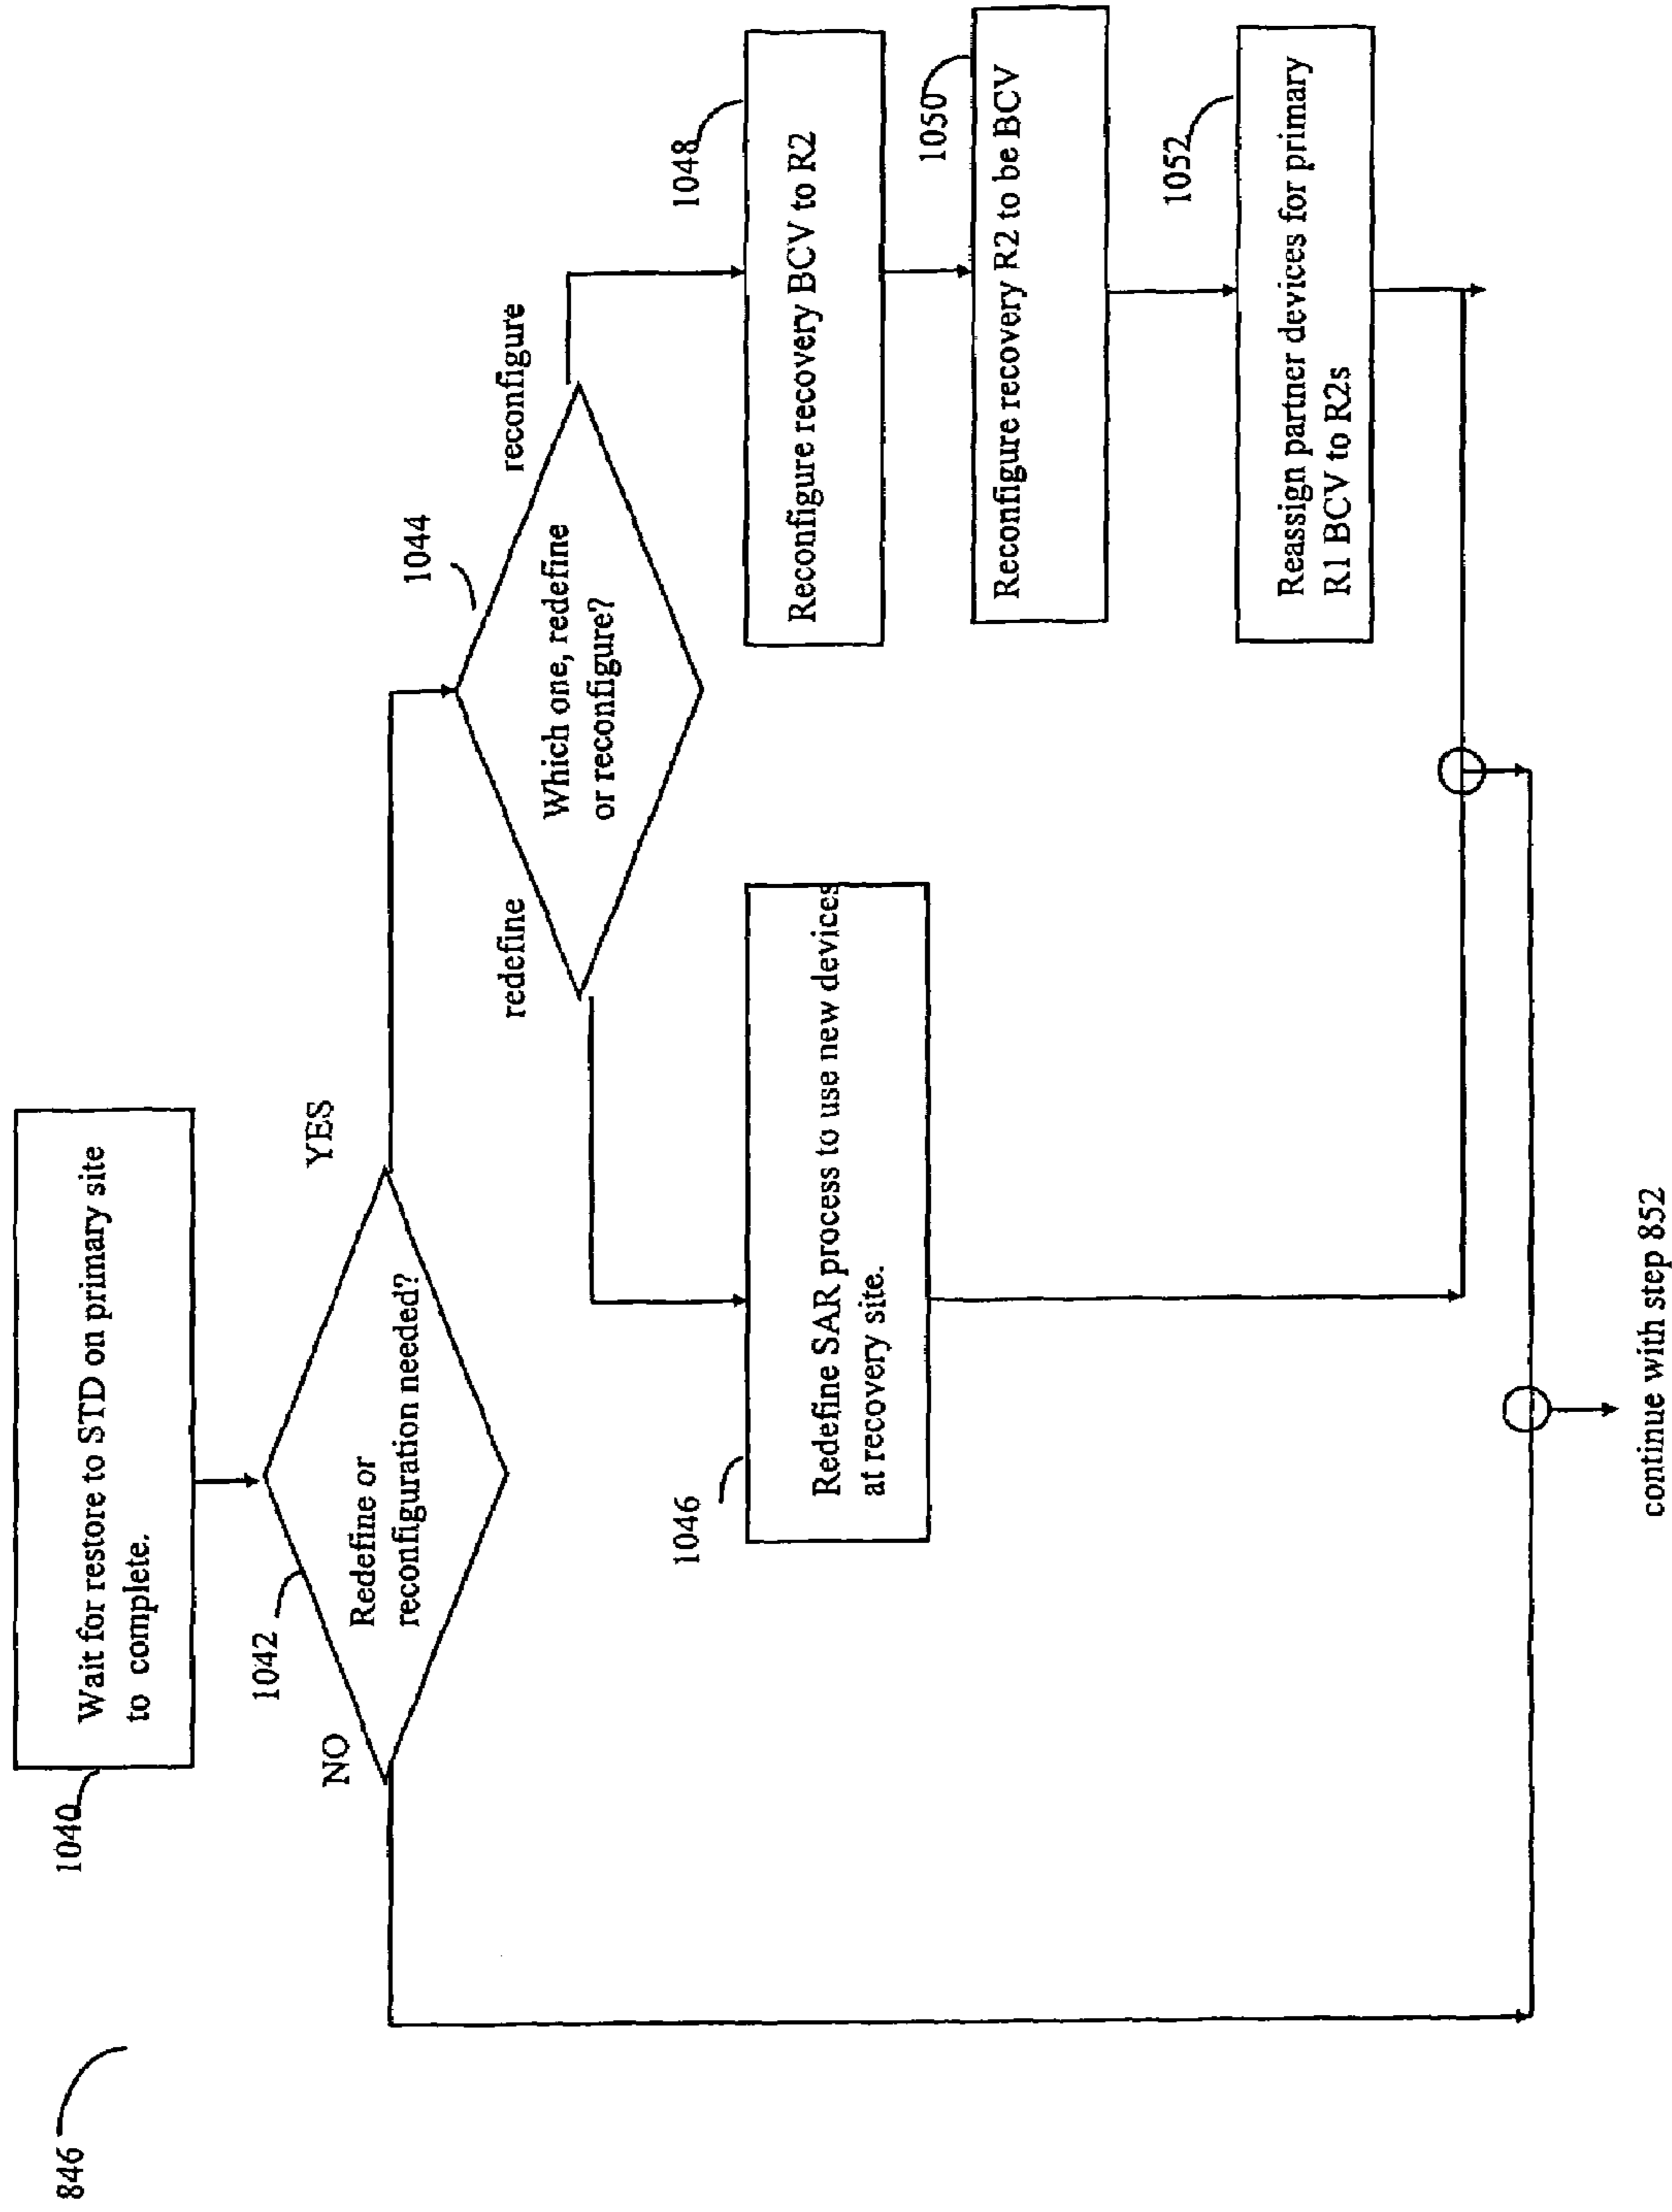 846
1040
Wait for restore to STD on primary site
to complete.
1042
NO
Redefine or
reconfiguration needed?
YES
1044
redefine
Which one, redefine
or reconfigure?
reconfigure
1046
Redefine SAR process to use new devices
at recovery site.
1048
Reconfigure recovery BCV to R2
1050
Reconfigure recovery R2 to be BCV
1052
Reassign partner devices for primary
R1 BCV to R2s
continue with step 852